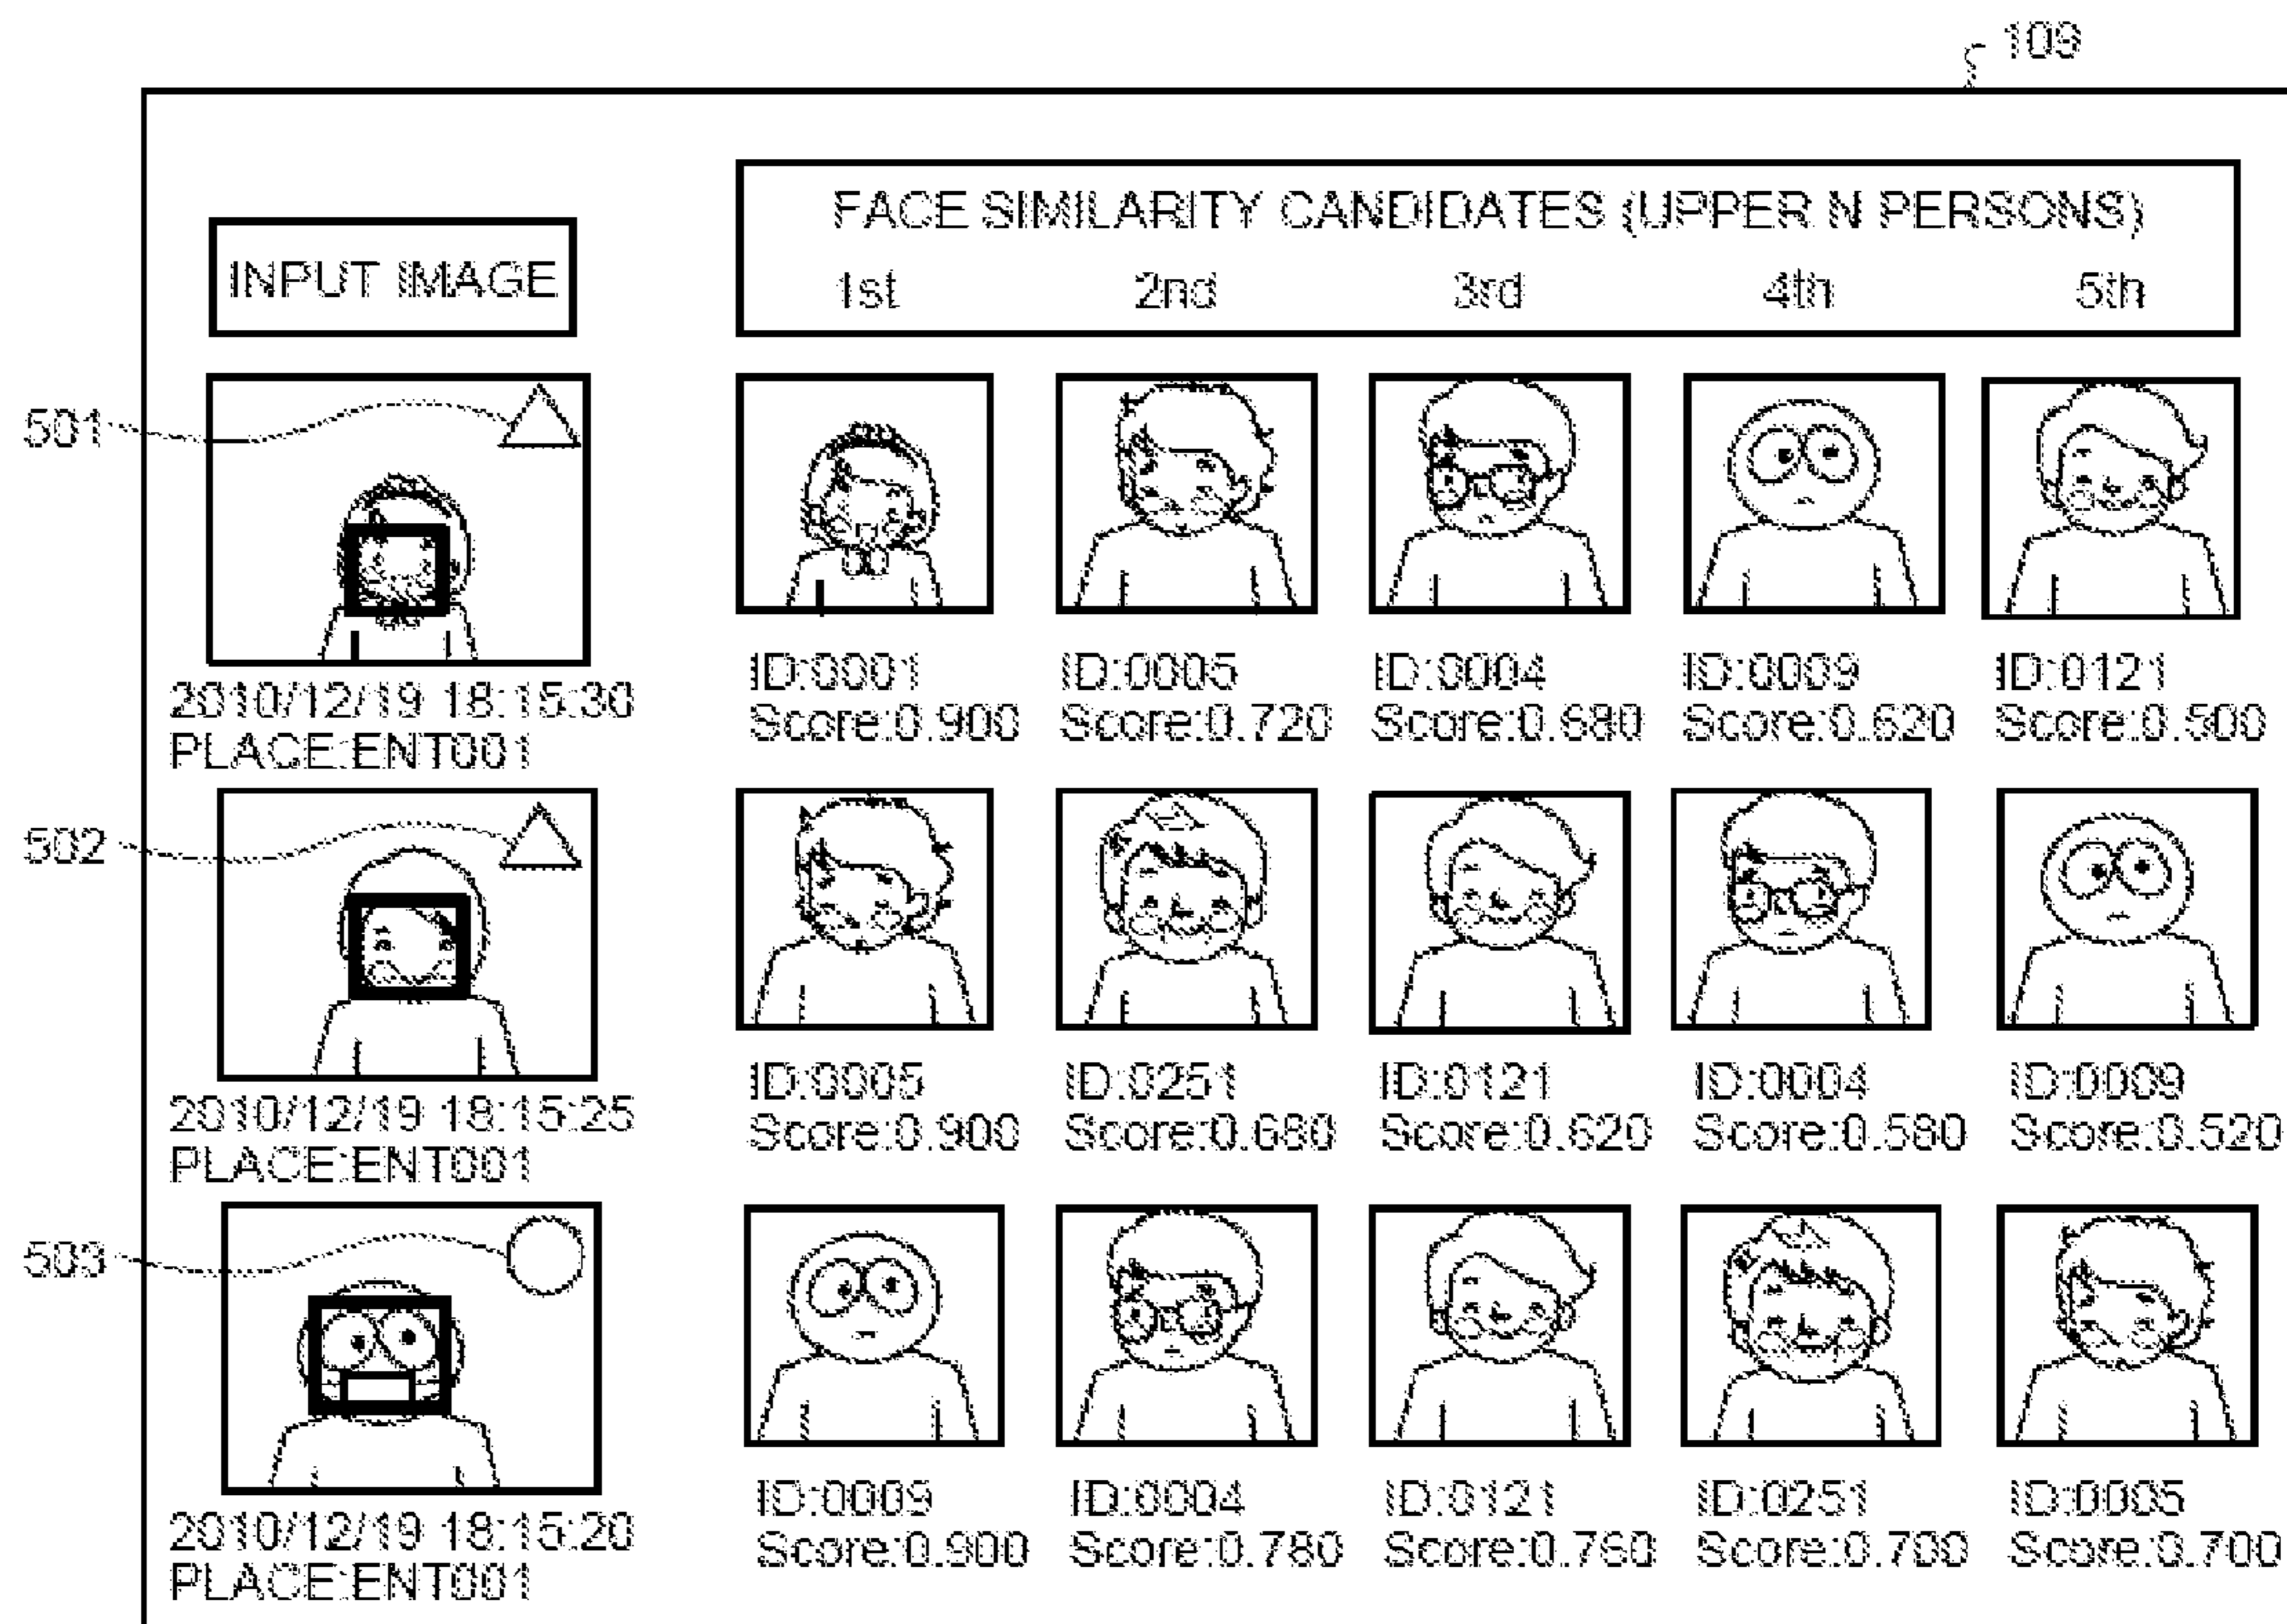 109
FACE SIMILARITY CANDIDATES (UPPER N PERSONS)
INPUT IMAGE
1st 2nd 3rd 4th 5th
501
ID:0001 ID:0005 ID:0004 ID:0009 ID:0121
2010/12/19 18:15:30
Score:0.900 Score:0.720 Score:0.680 Score:0.620 Score:0.500
PLACE:ENT001
502
ID:0005 ID:0251 ID:0121 ID:0004 ID:0009
2010/12/19 18:15:25
Score:0.900 Score:0.680 Score:0.620 Score:0.580 Score:0.520
PLACE:ENT001
503
ID:0009 ID:0004 ID:0121 ID:0251 ID:0005
2010/12/19 18:15:20
Score:0.900 Score:0.780 Score:0.760 Score:0.700 Score:0.700
PLACE:ENT001